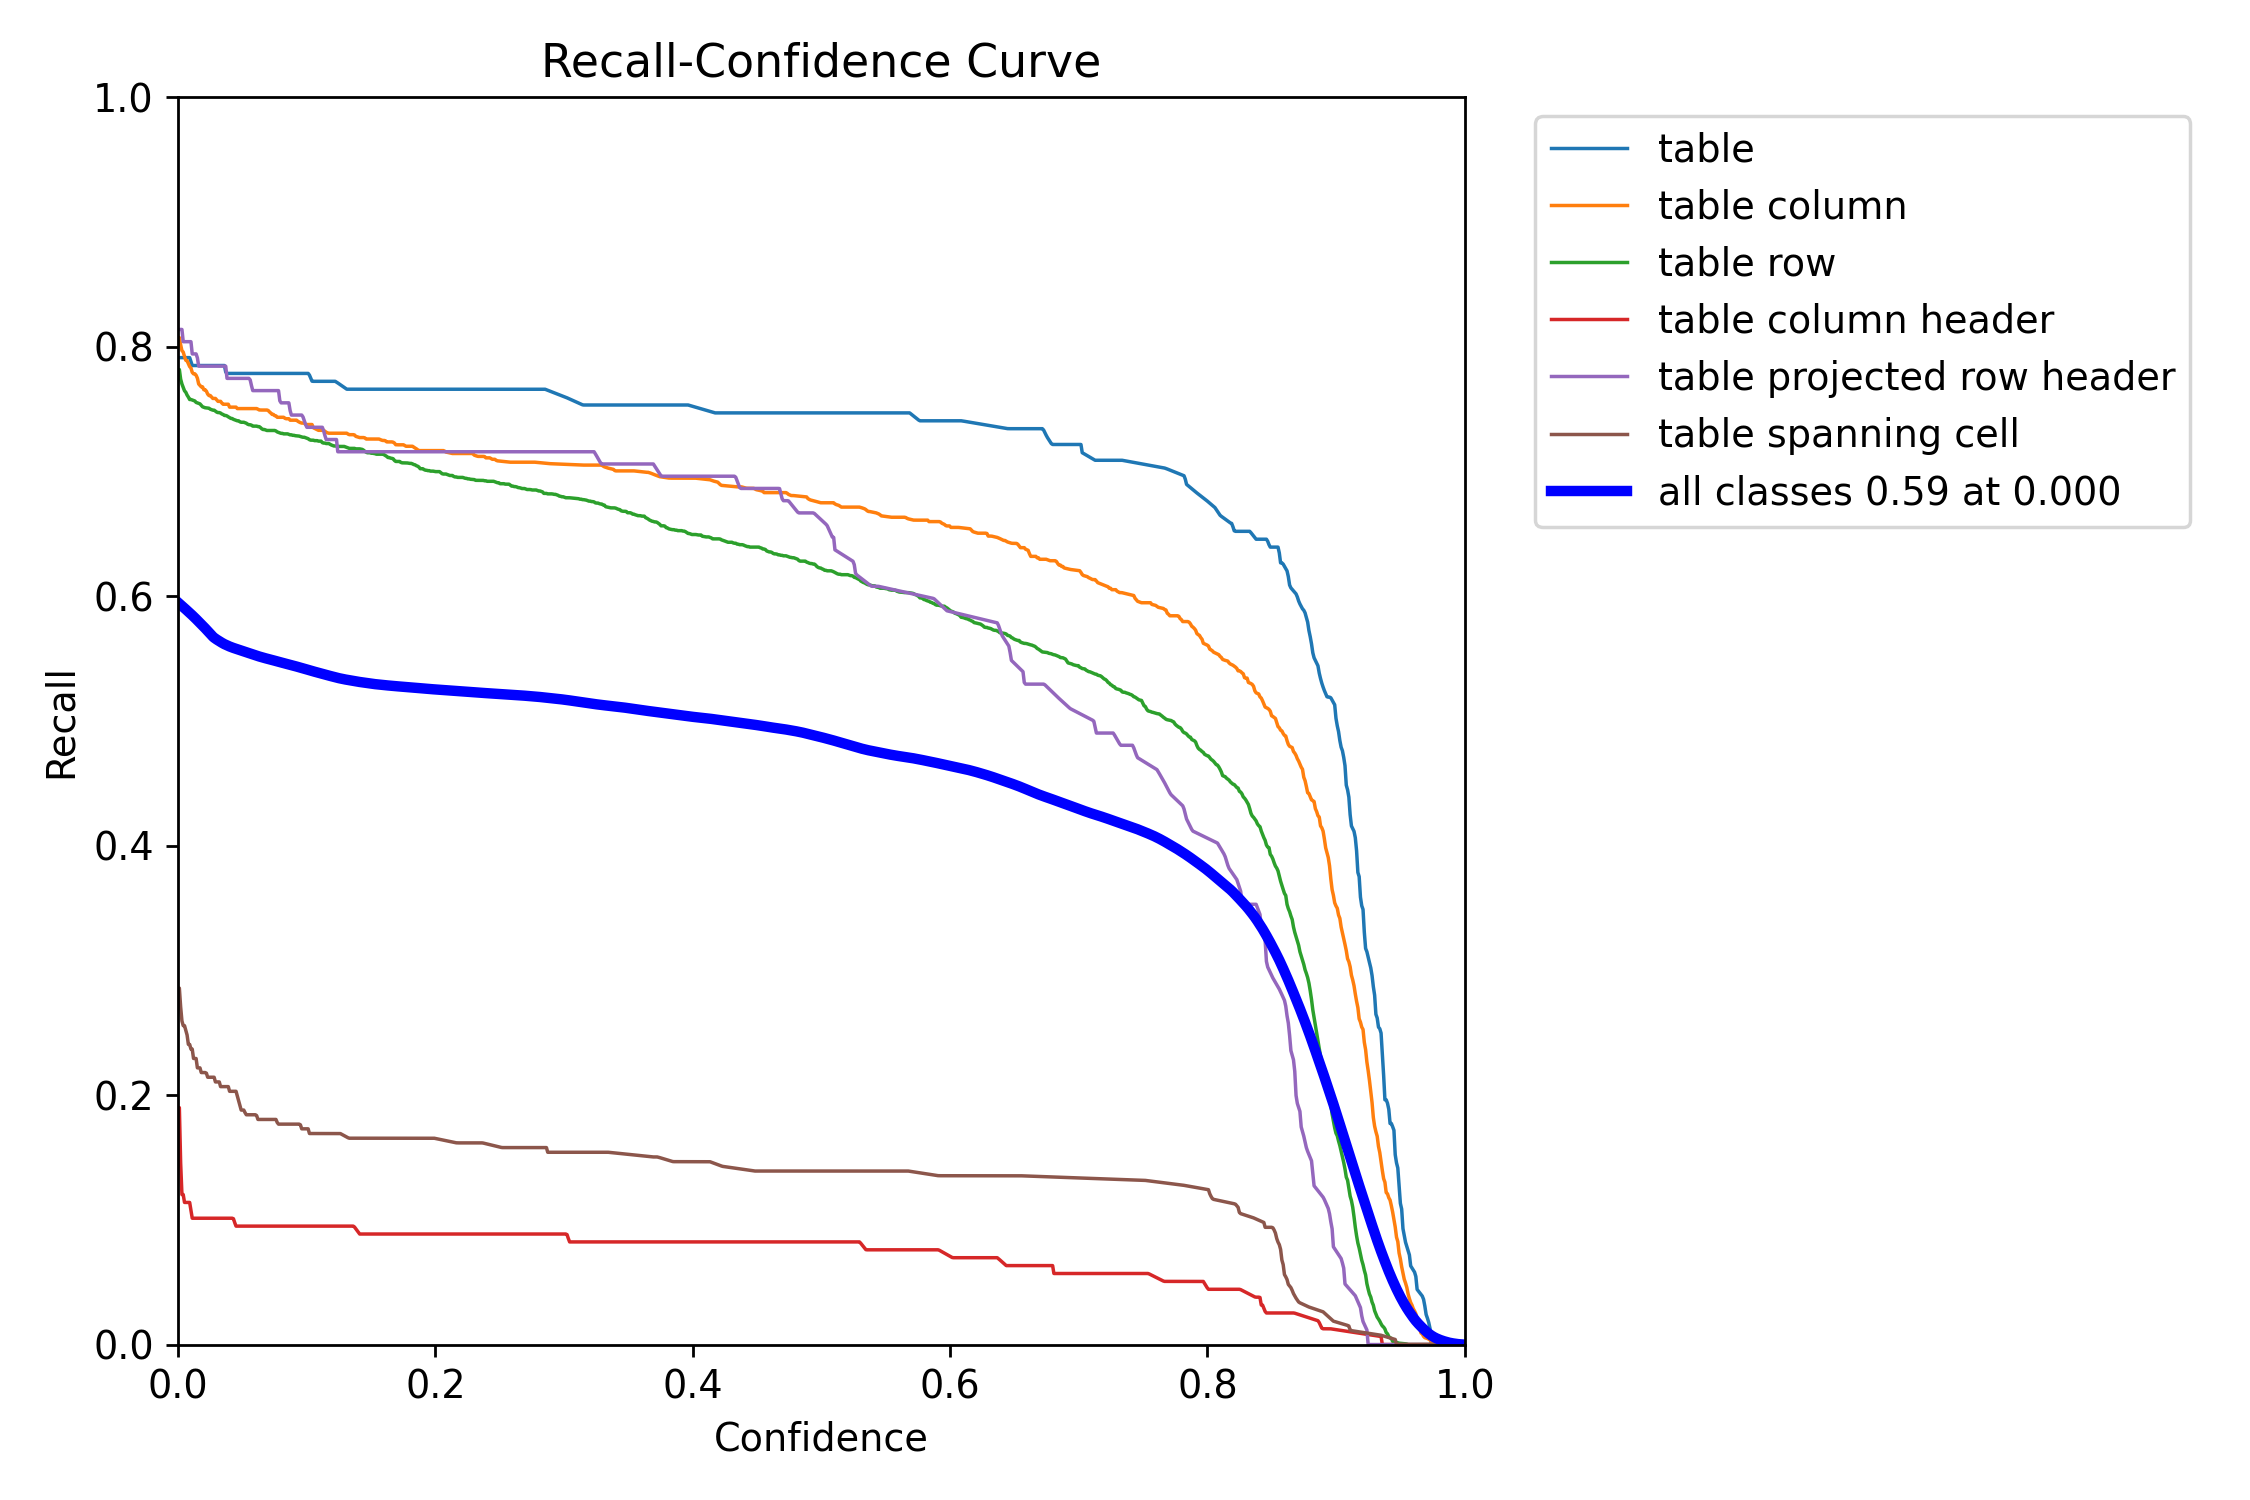 Recall-Confidence Curve
1.0
0.8
0.6
0.4
0.2
0.0
Recall
0.0 0.2 0.4 0.6 0.8 1.0
Confidence
table
table column
table row
table column header
table projected row header
table spanning cell
all classes 0.59 at 0.000